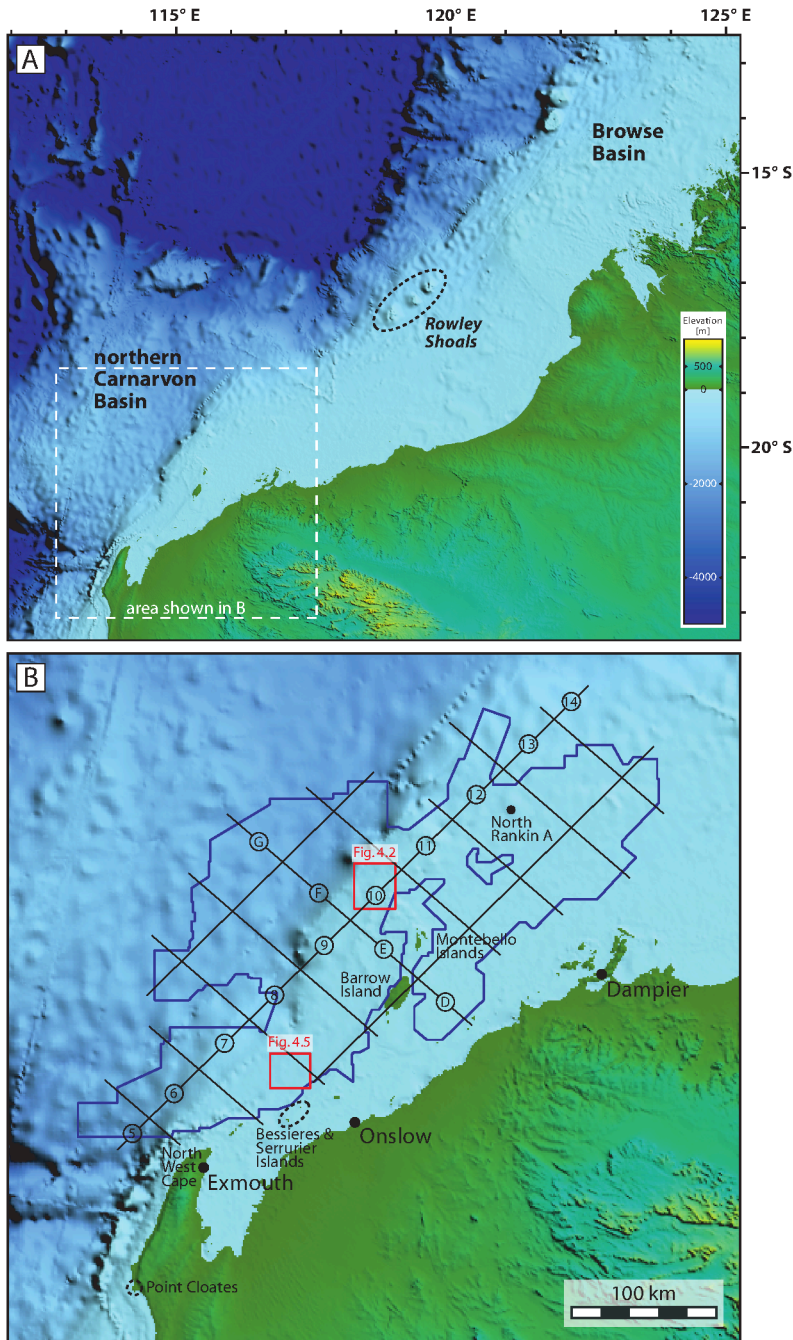 115° E
120° E
125° E
A
Browse
Basin
15° S
Rowley
Shoals
Elevation
[m]
500
0
-2000
-4000
northern
Carnarvon
Basin
20° S
area shown in B
B
14
13
12
North
Rankin A
G
11
Fig. 4.2
F
10
9
E
Montebello
Islands
Barrow
Island
8
D
Dampier
7
Fig. 4.5
6
5
Bessieres &
Serrurier
Islands
Onslow
North
West
Cape
Exmouth
Point Cloates
100 km